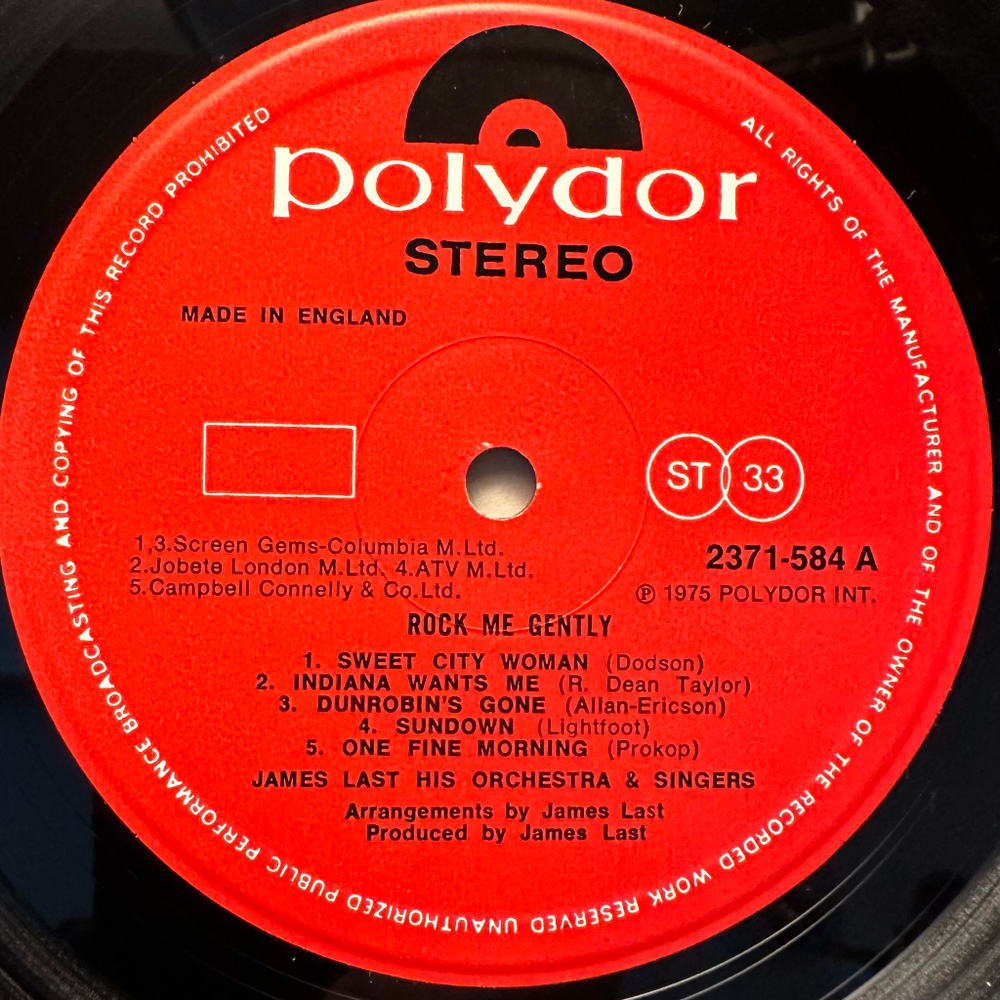 polydor
STEREO
MADE IN ENGLAND
ST 33
1,3.Screen Gems-Columbia M.Ltd.
2.Jobete London M.Ltd. 4.ATV M.Ltd.
5.Campbell Connelly & Co.Ltd.
2371-584 A
℗ 1975 POLYDOR INT.
ROCK ME GENTLY
1. SWEET CITY WOMAN (Dodson)
2. INDIANA WANTS ME (R. Dean Taylor)
3. DUNROBIN'S GONE (Allan-Ericson)
4. SUNDOWN (Lightfoot)
5. ONE FINE MORNING (Prokop)
JAMES LAST HIS ORCHESTRA & SINGERS
Arrangements by James Last
Produced by James Last
ALL RIGHTS OF THE MANUFACTURER AND OF THE OWNER OF THE RECORDED WORK RESERVED UNAUTHORIZED PUBLIC PERFORMANCE BROADCASTING AND COPYING OF THIS RECORD PROHIBITED